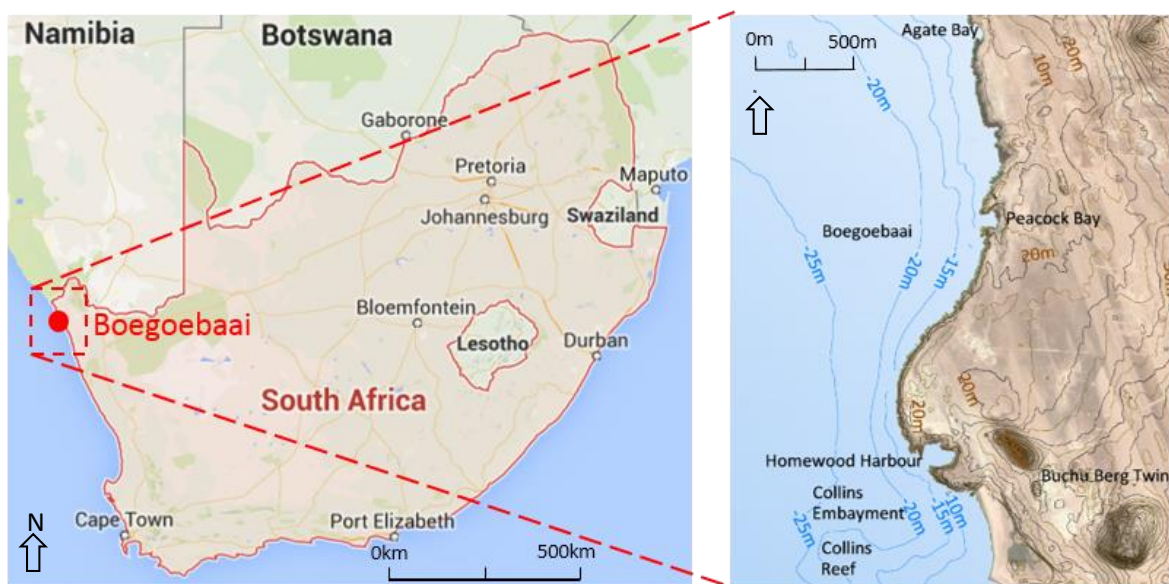 Namibia
Botswana
Gaborone
Pretoria
Maputo
Johannesburg
Swaziland
Boegoebaai
Bloemfontein
Lesotho
Durban
South Africa
Cape Town
Port Elizabeth
N
0km
500km
0m
500m
Agate Bay
20m
10m
-20m
Peacock Bay
Boegoebaai
20m
-15m
-20m
-25m
20m
20m
Homewood Harbour
Buchu Berg Twin
Collins
Embayment
-10m
-15m
-20m
-25m
Collins
Reef